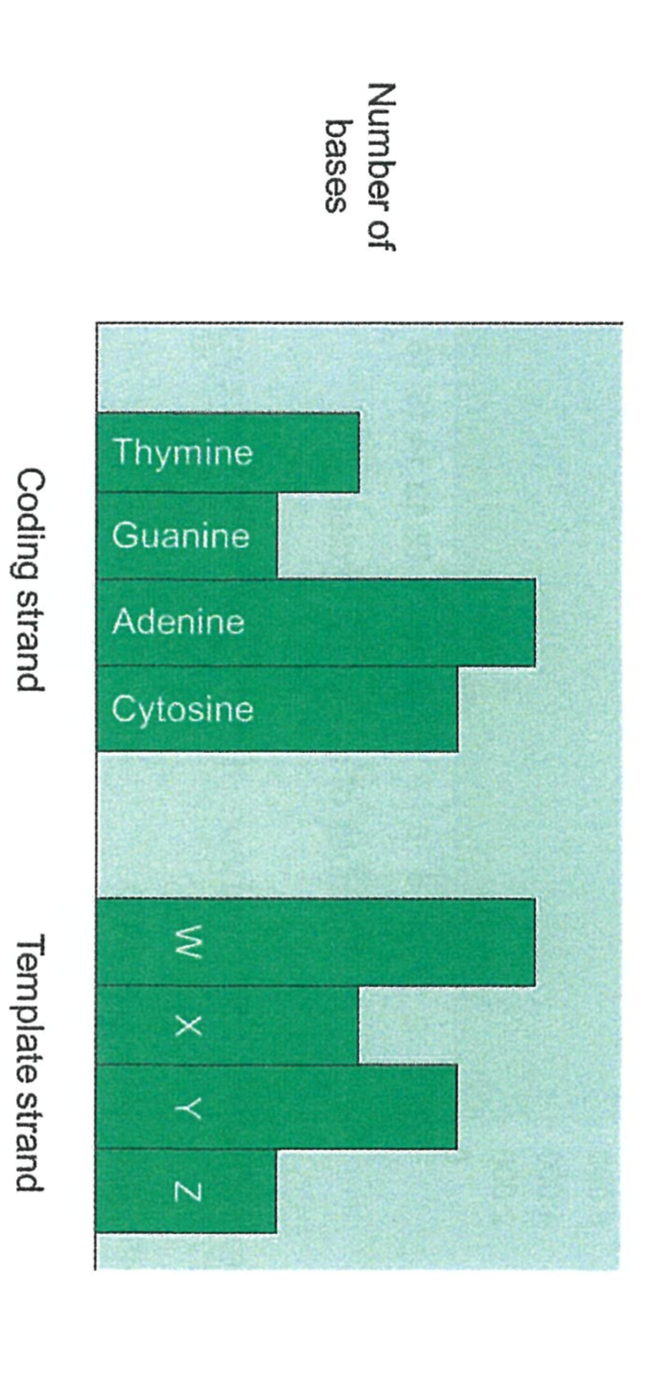 Number of
bases
Thymine
Guanine
Adenine
Cytosine
W
X
Y
Z
Coding strand
Template strand